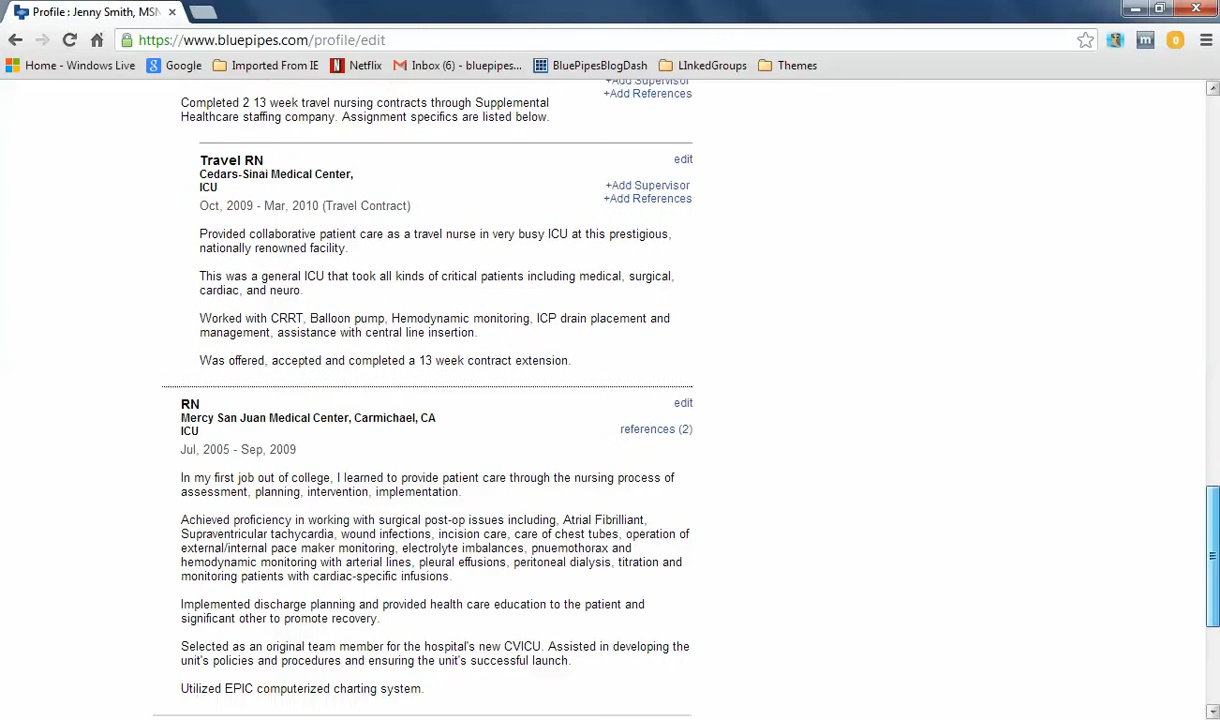 Profile : Jenny Smith, MSN
https://www.bluepipes.com/profile/edit
Home - Windows Live Google Imported From IE Netflix Inbox (6) - bluepipes... BluePipesBlogDash LInkedGroups Themes
+Add Supervisor
+Add References
Completed 2 13 week travel nursing contracts through Supplemental
Healthcare staffing company. Assignment specifics are listed below.
Travel RN edit
Cedars-Sinai Medical Center,
ICU +Add Supervisor
+Add References
Oct, 2009 - Mar, 2010 (Travel Contract)
Provided collaborative patient care as a travel nurse in very busy ICU at this prestigious,
nationally renowned facility.
This was a general ICU that took all kinds of critical patients including medical, surgical,
cardiac, and neuro.
Worked with CRRT, Balloon pump, Hemodynamic monitoring, ICP drain placement and
management, assistance with central line insertion.
Was offered, accepted and completed a 13 week contract extension.
RN edit
Mercy San Juan Medical Center, Carmichael, CA
ICU references (2)
Jul, 2005 - Sep, 2009
In my first job out of college, I learned to provide patient care through the nursing process of
assessment, planning, intervention, implementation.
Achieved proficiency in working with surgical post-op issues including, Atrial Fibrilliant,
Supraventricular tachycardia, wound infections, incision care, care of chest tubes, operation of
external/internal pace maker monitoring, electrolyte imbalances, pnuemothorax and
hemodynamic monitoring with arterial lines, pleural effusions, peritoneal dialysis, titration and
monitoring patients with cardiac-specific infusions.
Implemented discharge planning and provided health care education to the patient and
significant other to promote recovery.
Selected as an original team member for the hospital's new CVICU. Assisted in developing the
unit's policies and procedures and ensuring the unit's successful launch.
Utilized EPIC computerized charting system.